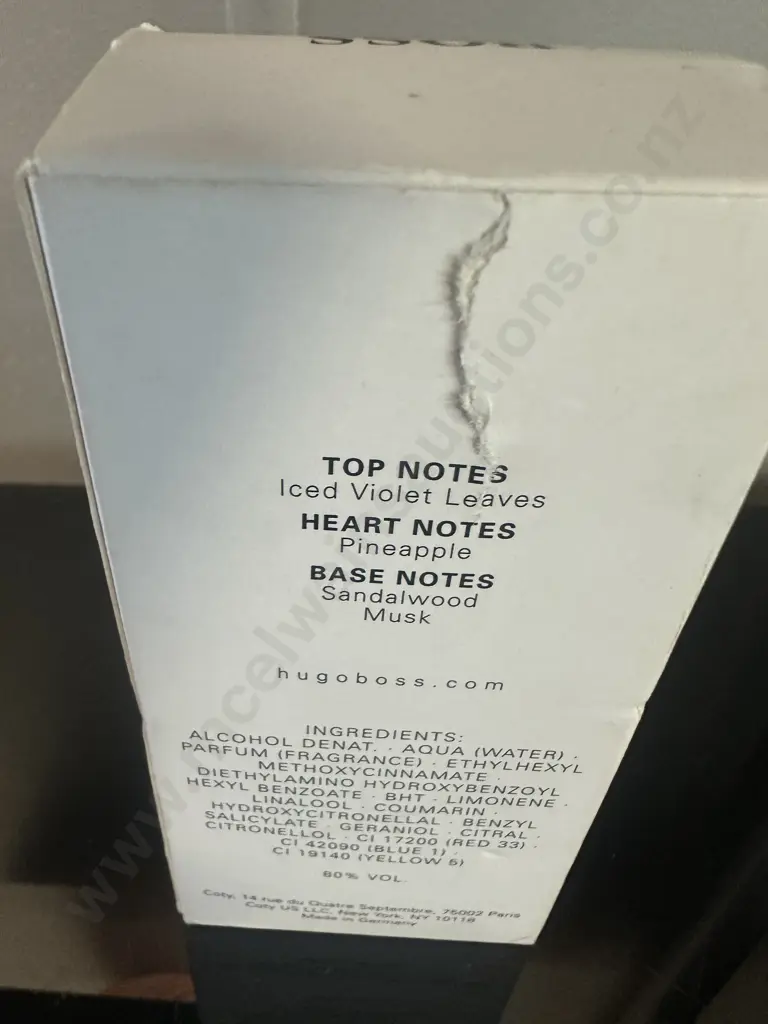 BOSS
TOP NOTES
Iced Violet Leaves
HEART NOTES
Pineapple
BASE NOTES
Sandalwood
Musk
hugoboss.com
INGREDIENTS:
ALCOHOL DENAT. · AQUA (WATER) ·
PARFUM (FRAGRANCE) · ETHYLHEXYL
METHOXYCINNAMATE ·
DIETHYLAMINO HYDROXYBENZOYL
HEXYL BENZOATE · BHT · LIMONENE ·
LINALOOL · COUMARIN ·
HYDROXYCITRONELLAL · BENZYL
SALICYLATE · GERANIOL · CITRAL ·
CITRONELLOL · CI 17200 (RED 33) ·
CI 42090 (BLUE 1) ·
CI 19140 (YELLOW 5)
80% VOL.
Coty, 14 rue du Quatre Septembre, 75002 Paris
Coty US LLC, New York, NY 10118
Made in Germany